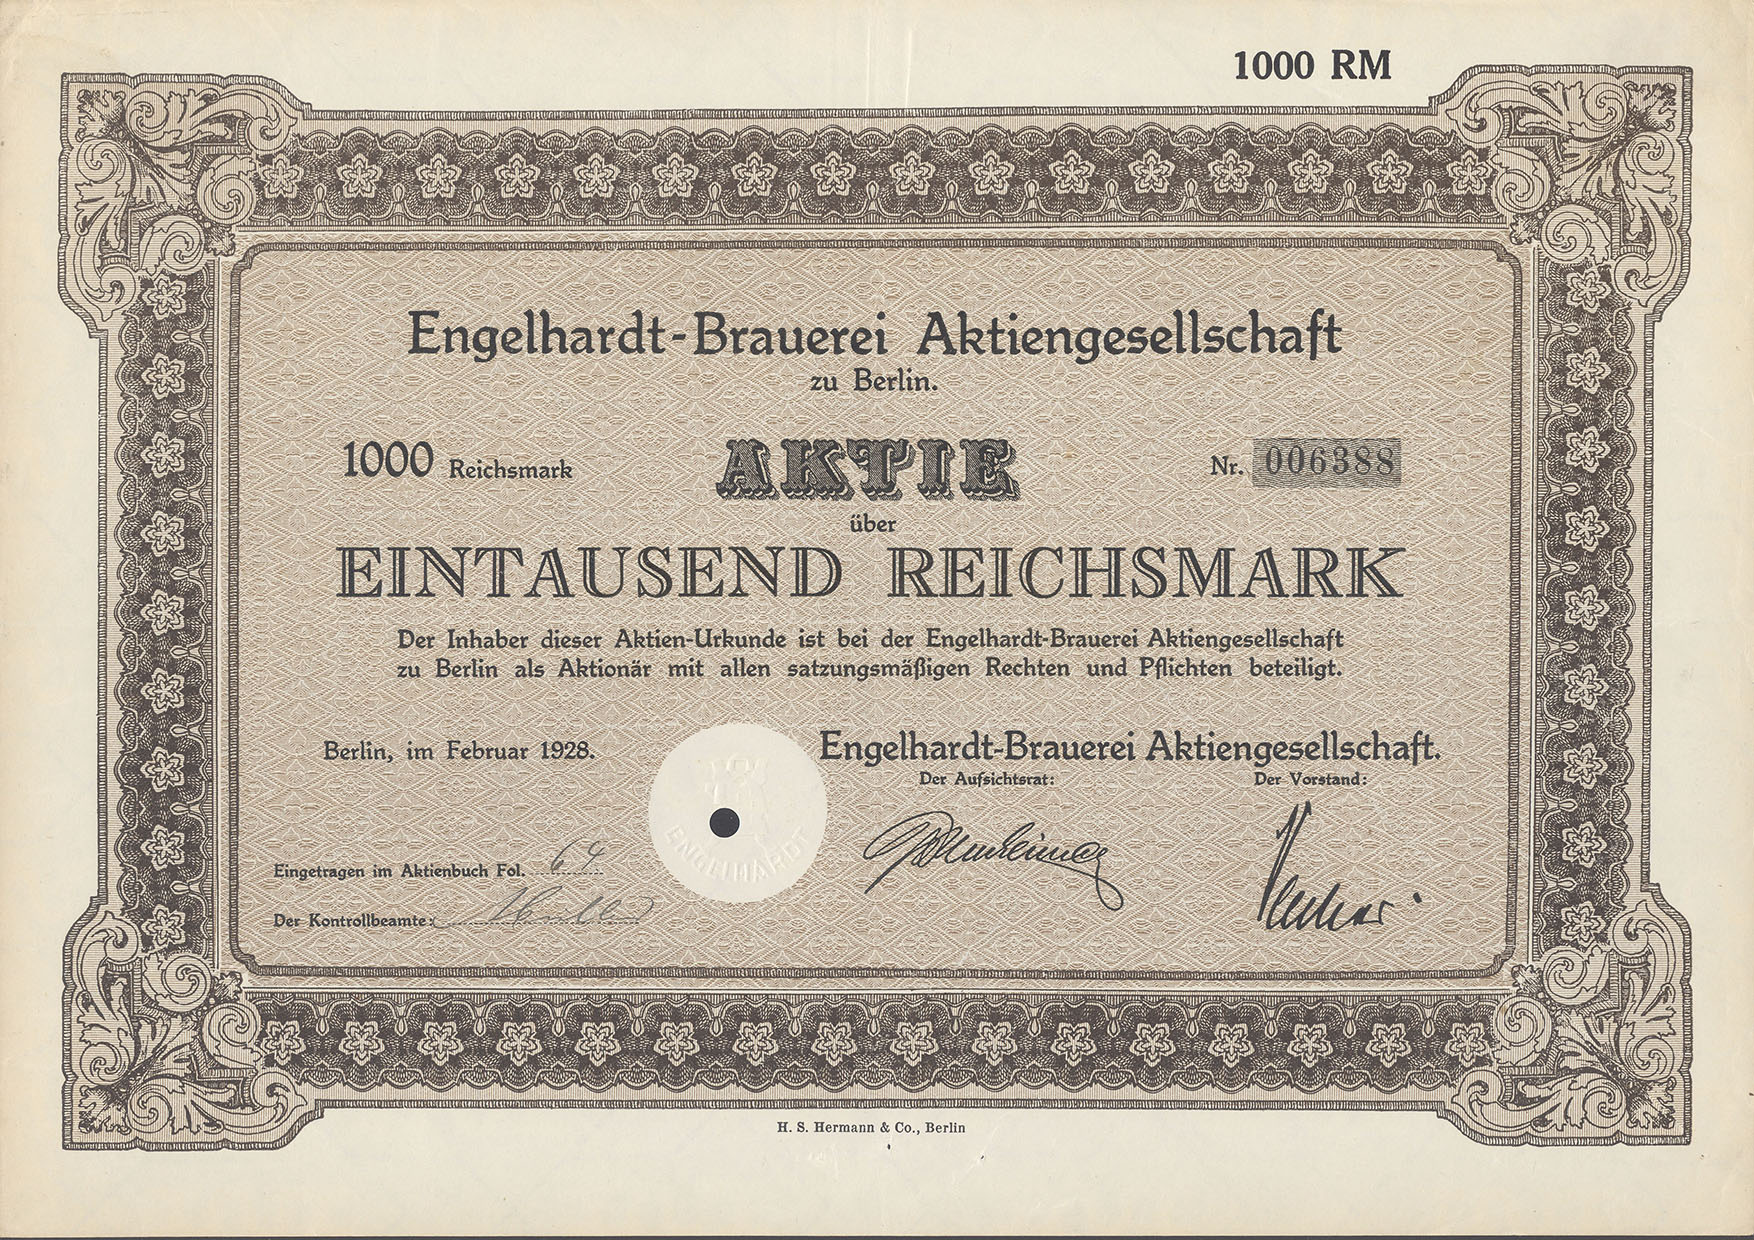 1000 RM
Engelhardt-Brauerei Aktiengesellschaft
zu Berlin.
1000 Reichsmark AKTIE Nr. 006388
über
EINTAUSEND REICHSMARK
Der Inhaber dieser Aktien-Urkunde ist bei der Engelhardt-Brauerei Aktiengesellschaft
zu Berlin als Aktionär mit allen satzungsmäßigen Rechten und Pflichten beteiligt.
Berlin, im Februar 1928.
Engelhardt-Brauerei Aktiengesellschaft.
Der Aufsichtsrat: Der Vorstand:
ENGELHARDT
Eingetragen im Aktienbuch Fol. 64
Der Kontrollbeamte:
H. S. Hermann & Co., Berlin